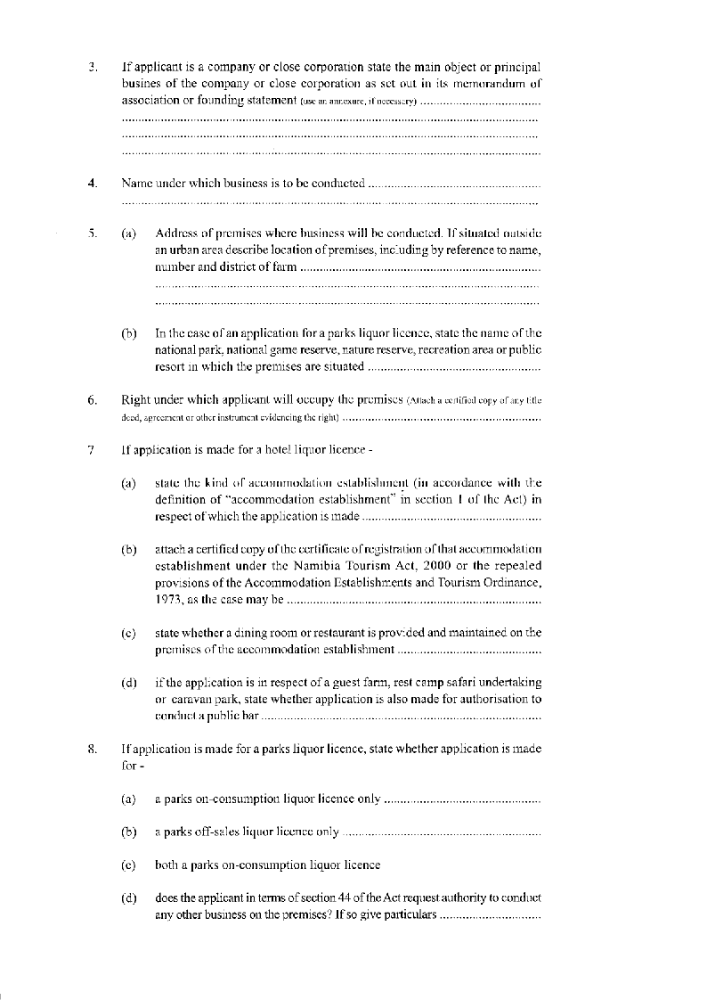 3. If applicant is a company or close corporation state the main object or principal
busines of the company or close corporation as set out in its memorandum of
association or founding statement (use an annexure, if necessary) ....................................
............................................................................................................................
............................................................................................................................
............................................................................................................................
4. Name under which business is to be conducted ....................................................
............................................................................................................................
5. (a) Address of premises where business will be conducted. If situated outside
an urban area describe location of premises, including by reference to name,
number and district of farm .........................................................................
....................................................................................................................
....................................................................................................................
(b) In the case of an application for a parks liquor licence, state the name of the
national park, national game reserve, nature reserve, recreation area or public
resort in which the premises are situated ....................................................
6. Right under which applicant will occupy the premises (Attach a certified copy of any title
deed, agreement or other instrument evidencing the right) ............................................................
7 If application is made for a hotel liquor licence -
(a) state the kind of accommodation establishment (in accordance with the
definition of “accommodation establishment” in section 1 of the Act) in
respect of which the application is made ......................................................
(b) attach a certified copy of the certificate of registration of that accommodation
establishment under the Namibia Tourism Act, 2000 or the repealed
provisions of the Accommodation Establishments and Tourism Ordinance,
1973, as the case may be .............................................................................
(c) state whether a dining room or restaurant is provided and maintained on the
premises of the accommodation establishment ...........................................
(d) if the application is in respect of a guest farm, rest camp safari undertaking
or caravan park, state whether application is also made for authorisation to
conduct a public bar .....................................................................................
8. If application is made for a parks liquor licence, state whether application is made
for -
(a) a parks on-consumption liquor licence only ................................................
(b) a parks off-sales liquor licence only ............................................................
(c) both a parks on-consumption liquor licence
(d) does the applicant in terms of section 44 of the Act request authority to conduct
any other business on the premises? If so give particulars ...............................